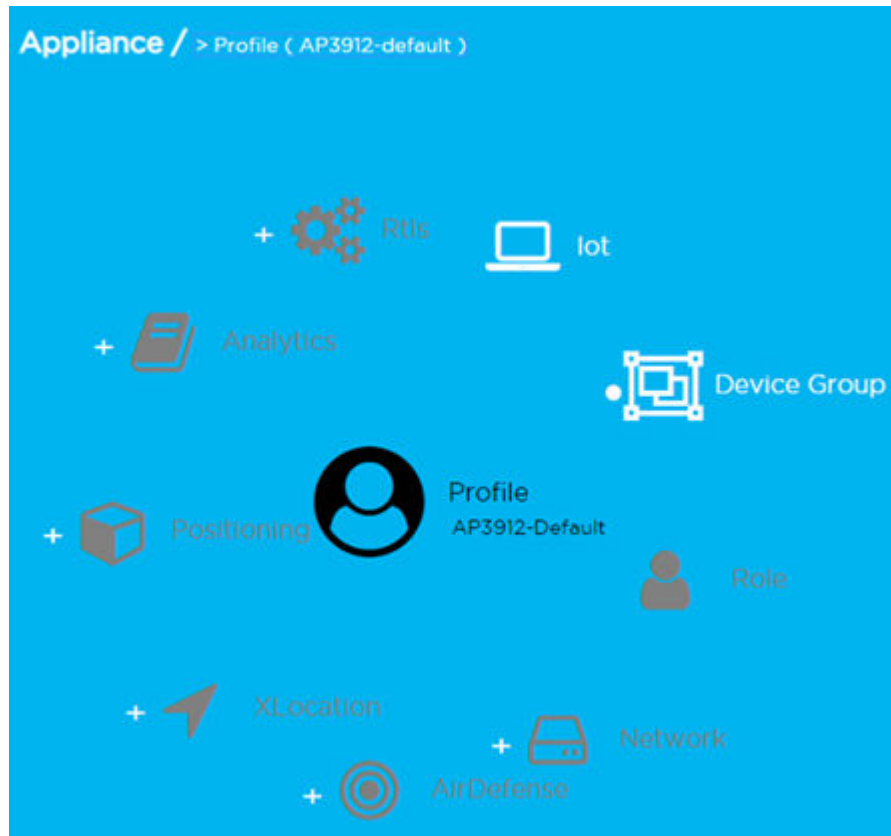 Appliance / > Profile ( AP3912-default )
+ Rtls
Iot
+ Analytics
Device Group
Profile
AP3912-Default
+ Positioning
Role
+ XLocation
+ Network
+ AirDefense